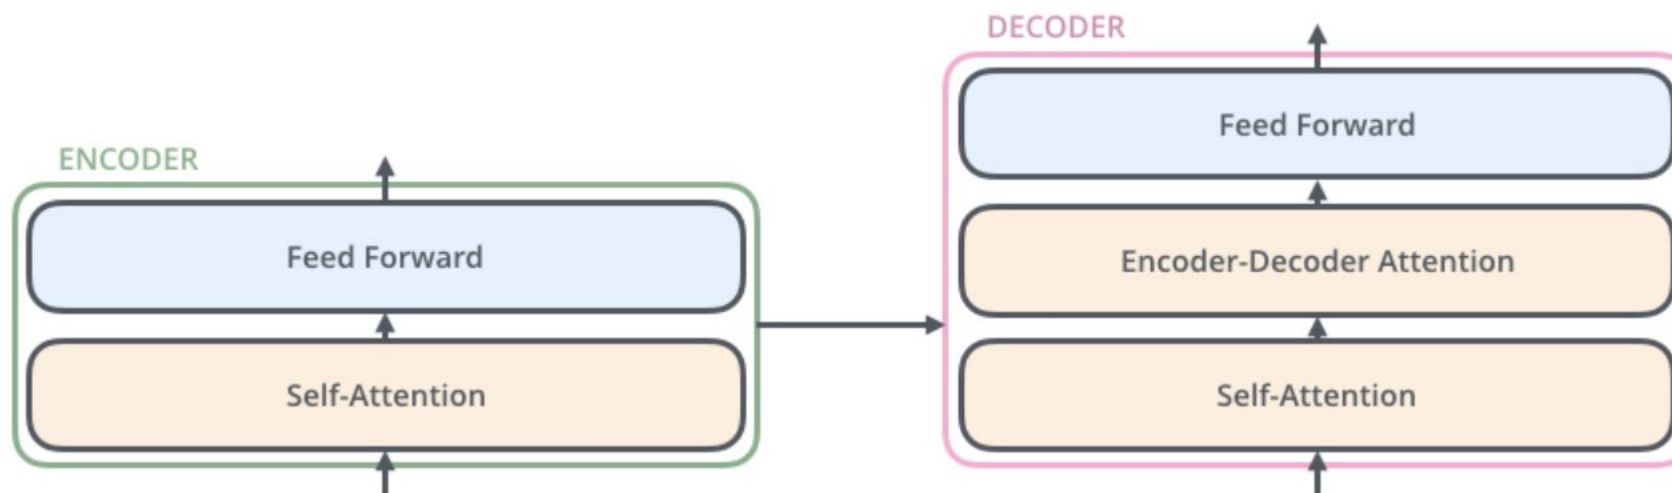 ENCODER
Feed Forward
Self-Attention
DECODER
Feed Forward
Encoder-Decoder Attention
Self-Attention